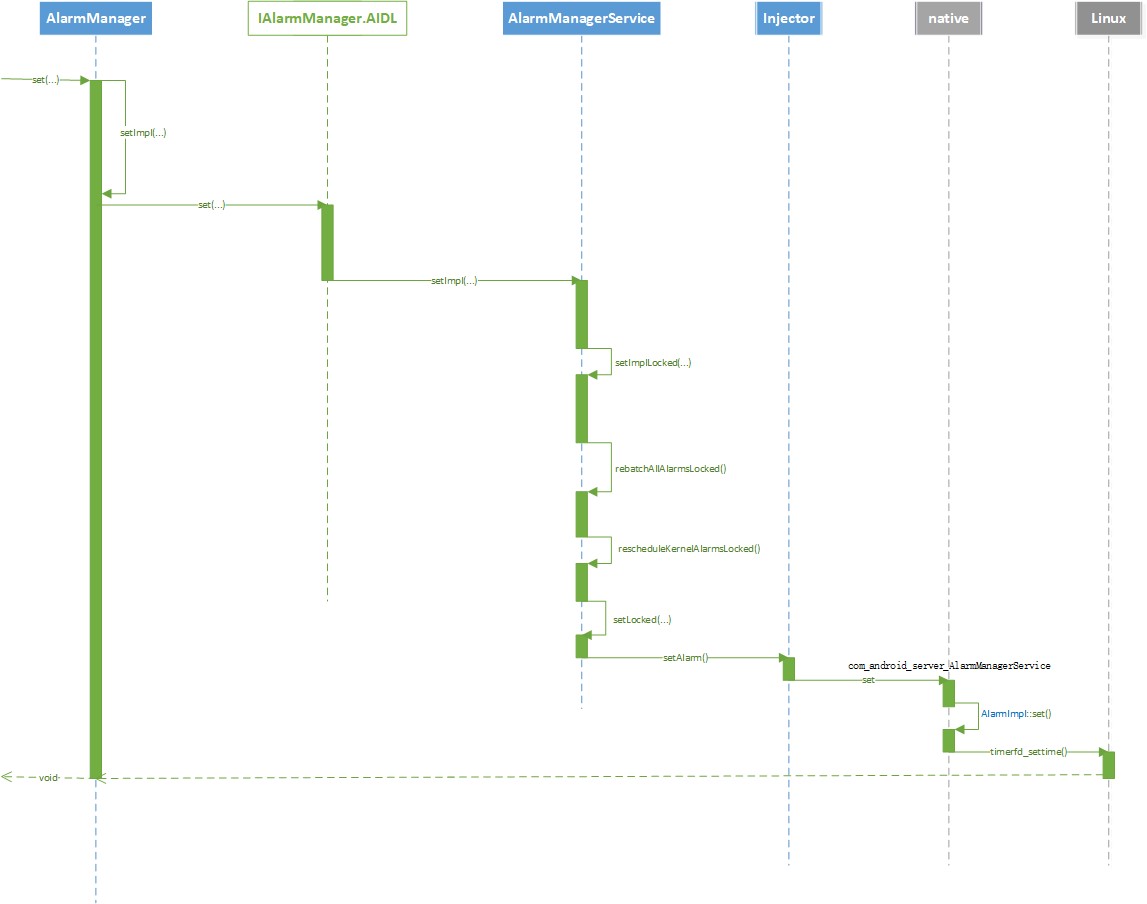 AlarmManager
IAlarmManager.AIDL
AlarmManagerService
Injector
native
Linux
set(...)
setImpl(...)
set(...)
setImpl(...)
setImplLocked(...)
rebatchAllAlarmsLocked()
rescheduleKernelAlarmsLocked()
setLocked(...)
setAlarm()
com_android_server_AlarmManagerService
set
AlarmImpl::set()
timerfd_settime()
void